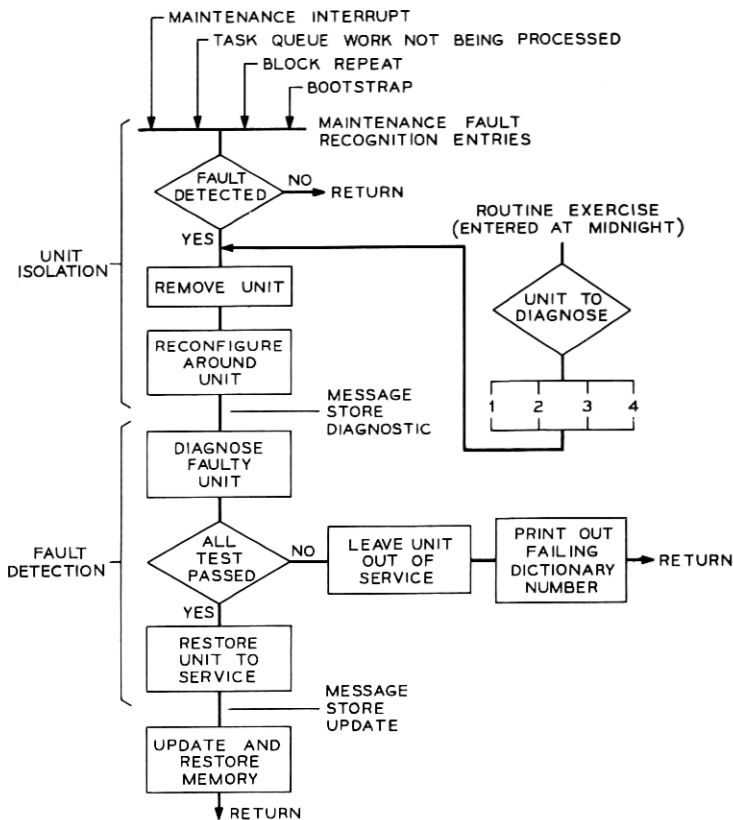 MAINTENANCE INTERRUPT
TASK QUEUE WORK NOT BEING PROCESSED
BLOCK REPEAT
BOOTSTRAP
MAINTENANCE FAULT
RECOGNITION ENTRIES
FAULT
DETECTED
NO
RETURN
YES
UNIT
ISOLATION
REMOVE UNIT
RECONFIGURE
AROUND
UNIT
ROUTINE EXERCISE
(ENTERED AT MIDNIGHT)
UNIT TO
DIAGNOSE
1 2 3 4
MESSAGE
STORE
DIAGNOSTIC
DIAGNOSE
FAULTY
UNIT
FAULT
DETECTION
ALL
TEST
PASSED
NO
LEAVE UNIT
OUT OF
SERVICE
PRINT OUT
FAILING
DICTIONARY
NUMBER
RETURN
YES
RESTORE
UNIT TO
SERVICE
MESSAGE
STORE
UPDATE
UPDATE AND
RESTORE
MEMORY
RETURN